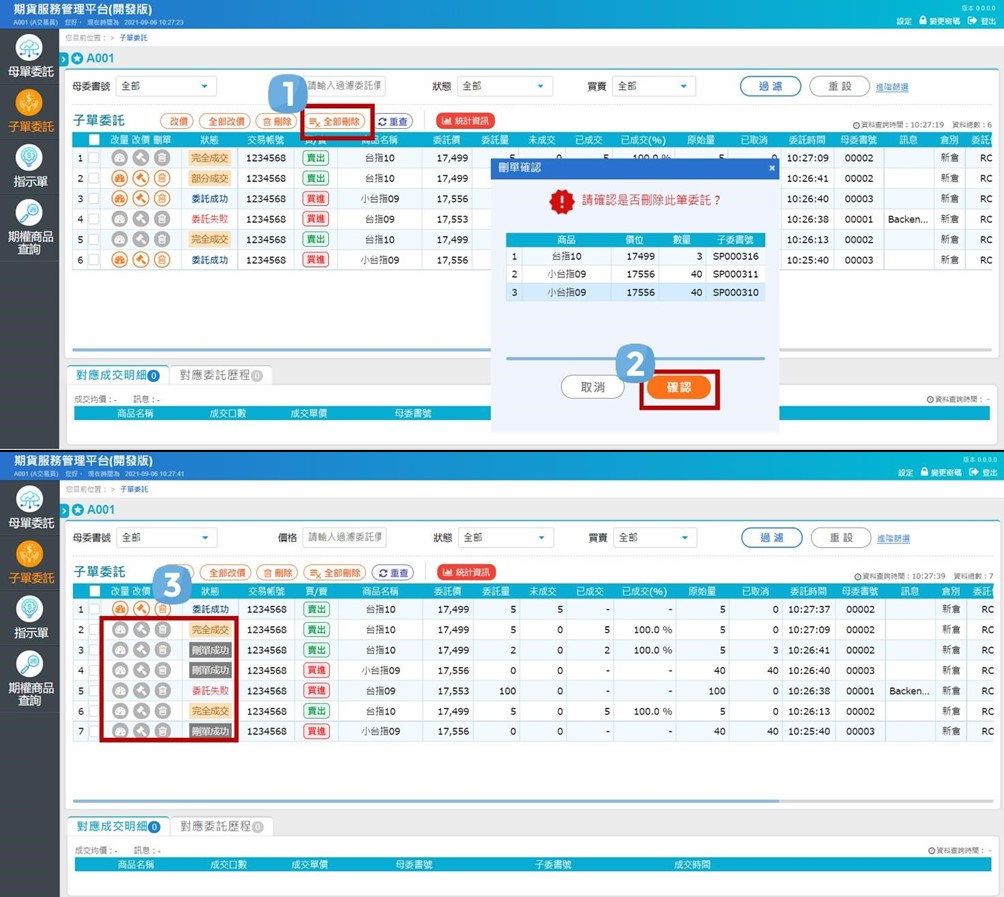 期貨服務管理平台(開發版)
版本 0.0.0.0
A001 (A交易員) 您好， 現在時間為 2021-09-06 10:27:23
設定 變更密碼 登出
您目前位置： > 子單委託
A001
母單委託
子單委託
指示單
期權商品查詢
母委書號 全部 請輸入過濾委託價 狀態 全部 買賣 全部 過濾 重設 進階篩選
1
子單委託 改價 全部改價 刪除 全部刪除 重查 統計資訊
資料查詢時間：10:27:19 資料總數：6
改量 改價 刪單 狀態 交易帳號 買/賣 商品名稱 委託價 委託量 未成交 已成交 已成交(%) 原始量 已取消 委託時間 母委書號 訊息 倉別 委託
1 完全成交 1234568 賣出 台指10 17,499 5 100.0 % 0 10:27:09 00002 新倉 RC
2 部分成交 1234568 賣出 台指10 17,499 10:26:41 00002 新倉 RC
3 委託成功 1234568 買進 小台指09 17,556 10:26:40 00003 新倉 RC
4 委託失敗 1234568 買進 台指09 17,553 10:26:38 00001 Backen... 新倉 RC
5 完全成交 1234568 賣出 台指10 17,499 10:26:13 00002 新倉 RC
6 委託成功 1234568 買進 小台指09 17,556 10:25:40 00003 新倉 RC
刪單確認 ×
請確認是否刪除此筆委託？
商品 價位 數量 子委書號
1 台指10 17499 3 SP000316
2 小台指09 17556 40 SP000311
3 小台指09 17556 40 SP000310
2
取消 確認
對應成交明細 0 對應委託歷程 0
成交均價：- 訊息：-
資料查詢時間： -
商品名稱 成交口數 成交單價 母委書號
期貨服務管理平台(開發版)
版本 0.0.0.0
A001 (A交易員) 您好， 現在時間為 2021-09-06 10:27:41
設定 變更密碼 登出
您目前位置： > 子單委託
A001
母單委託
子單委託
指示單
期權商品查詢
母委書號 全部 價格 請輸入過濾委託價 狀態 全部 買賣 全部 過濾 重設 進階篩選
3
子單委託 全部改價 刪除 全部刪除 重查 統計資訊
資料查詢時間：10:27:39 資料總數：7
改量 改價 狀態 交易帳號 買/賣 商品名稱 委託價 委託量 未成交 已成交 已成交(%) 原始量 已取消 委託時間 母委書號 訊息 倉別 委託
1 委託成功 1234568 賣出 台指10 17,499 5 5 - - 5 0 10:27:37 00002 新倉 RC
2 完全成交 1234568 賣出 台指10 17,499 5 0 5 100.0 % 5 0 10:27:09 00002 新倉 RC
3 刪單成功 1234568 賣出 台指10 17,499 2 0 2 100.0 % 5 3 10:26:41 00002 新倉 RC
4 刪單成功 1234568 買進 小台指09 17,556 0 0 - - 40 40 10:26:40 00003 新倉 RC
5 委託失敗 1234568 買進 台指09 17,553 100 0 - - 100 0 10:26:38 00001 Backen... 新倉 RC
6 完全成交 1234568 賣出 台指10 17,499 5 0 5 100.0 % 5 0 10:26:13 00002 新倉 RC
7 刪單成功 1234568 買進 小台指09 17,556 0 0 - - 40 40 10:25:40 00003 新倉 RC
對應成交明細 0 對應委託歷程 0
成交均價：- 訊息：-
資料查詢時間： -
商品名稱 成交口數 成交單價 母委書號 子委書號 成交時間